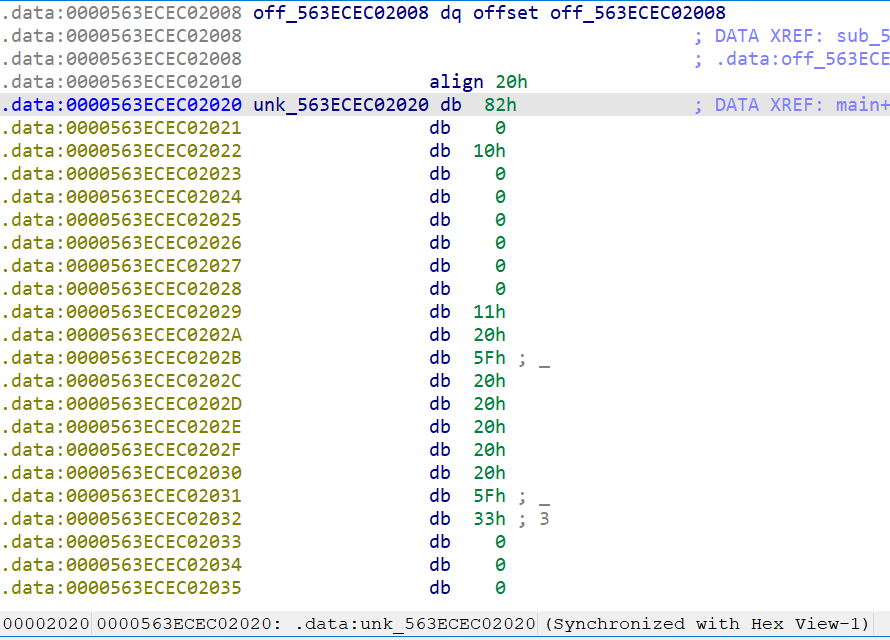 .data:0000563ECEC02008 off_563ECEC02008 dq offset off_563ECEC02008
.data:0000563ECEC02008 ; DATA XREF: sub_5
.data:0000563ECEC02008 ; .data:off_563ECE
.data:0000563ECEC02010 align 20h
.data:0000563ECEC02020 unk_563ECEC02020 db 82h ; DATA XREF: main+
.data:0000563ECEC02021 db 0
.data:0000563ECEC02022 db 10h
.data:0000563ECEC02023 db 0
.data:0000563ECEC02024 db 0
.data:0000563ECEC02025 db 0
.data:0000563ECEC02026 db 0
.data:0000563ECEC02027 db 0
.data:0000563ECEC02028 db 0
.data:0000563ECEC02029 db 11h
.data:0000563ECEC0202A db 20h
.data:0000563ECEC0202B db 5Fh ; _
.data:0000563ECEC0202C db 20h
.data:0000563ECEC0202D db 20h
.data:0000563ECEC0202E db 20h
.data:0000563ECEC0202F db 20h
.data:0000563ECEC02030 db 20h
.data:0000563ECEC02031 db 5Fh ; _
.data:0000563ECEC02032 db 33h ; 3
.data:0000563ECEC02033 db 0
.data:0000563ECEC02034 db 0
.data:0000563ECEC02035 db 0
00002020 0000563ECEC02020: .data:unk_563ECEC02020 (Synchronized with Hex View-1)